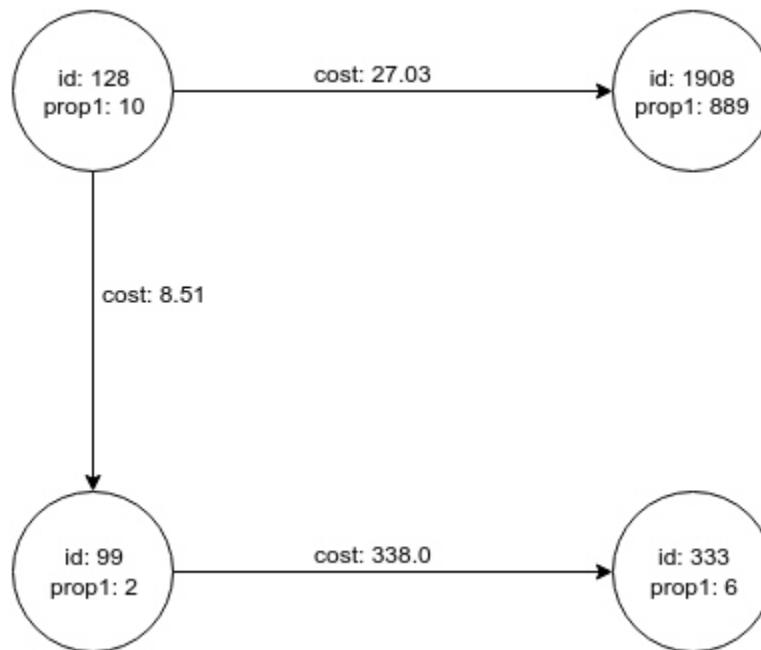 id: 128
prop1: 10
cost: 27.03
id: 1908
prop1: 889
cost: 8.51
id: 99
prop1: 2
cost: 338.0
id: 333
prop1: 6